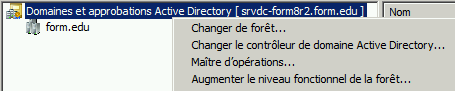 Domaines et approbations Active Directory [ srvdc-form8r2.form.edu ]
Nom
form.edu
Changer de forêt...
Changer le contrôleur de domaine Active Directory...
Maître d'opérations...
Augmenter le niveau fonctionnel de la forêt...